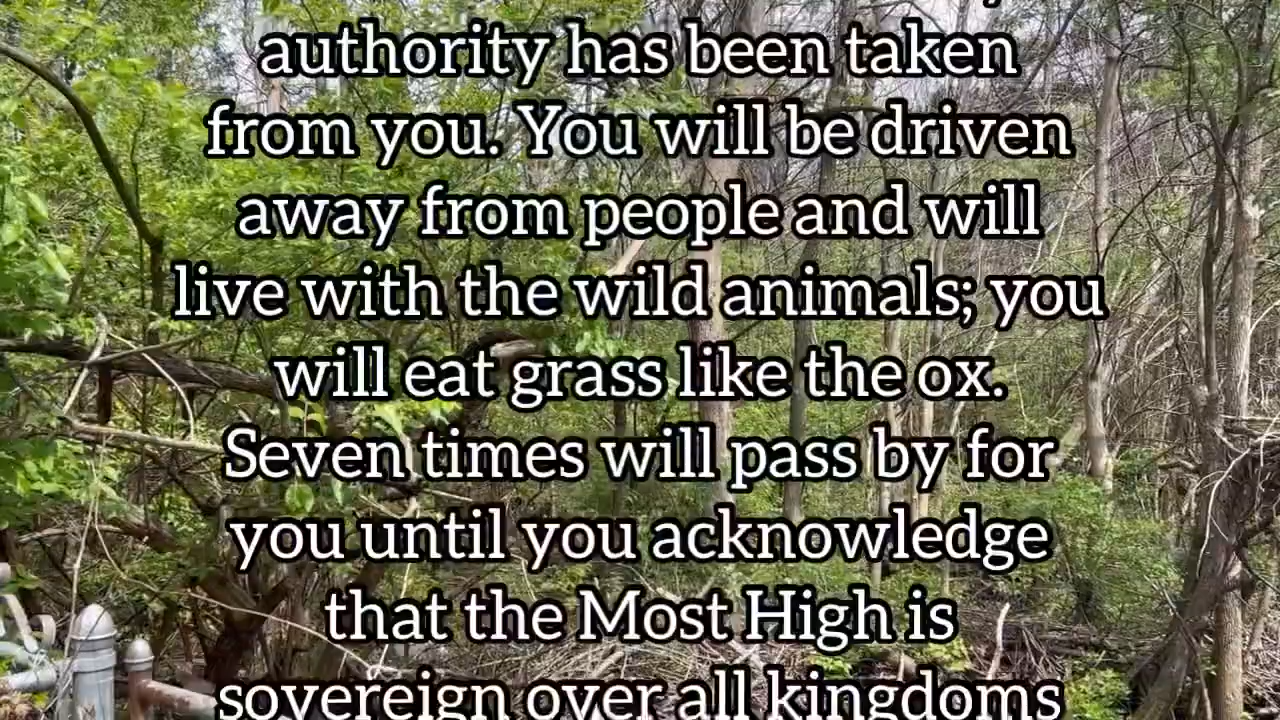 authority has been taken
from you. You will be driven
away from people and will
live with the wild animals; you
will eat grass like the ox.
Seven times will pass by for
you until you acknowledge
that the Most High is
sovereign over all kingdoms